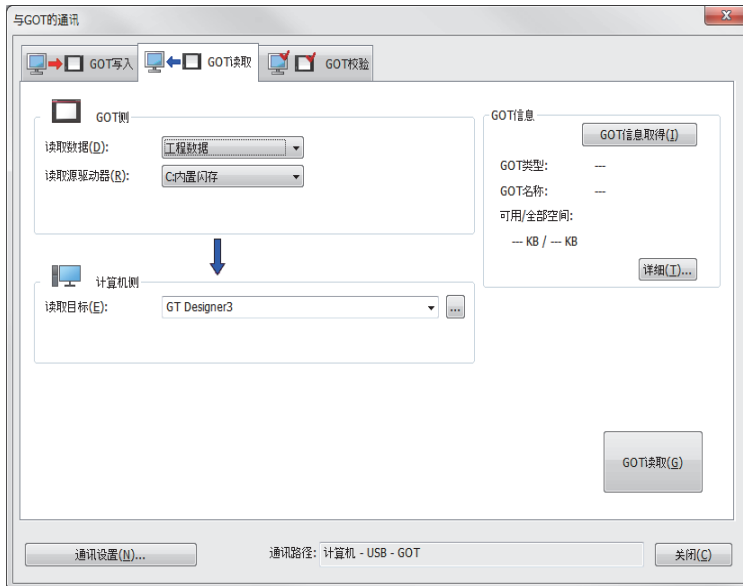 与GOT的通讯
GOT写入
GOT读取
GOT校验
GOT侧
读取数据(D):
工程数据
读取源驱动器(R):
C:内置闪存
计算机侧
读取目标(E):
GT Designer3
...
GOT信息
GOT信息取得(I)
GOT类型:
---
GOT名称:
---
可用/全部空间:
--- KB / --- KB
详细(T)...
GOT读取(G)
通讯设置(N)...
通讯路径: 计算机 - USB - GOT
关闭(C)